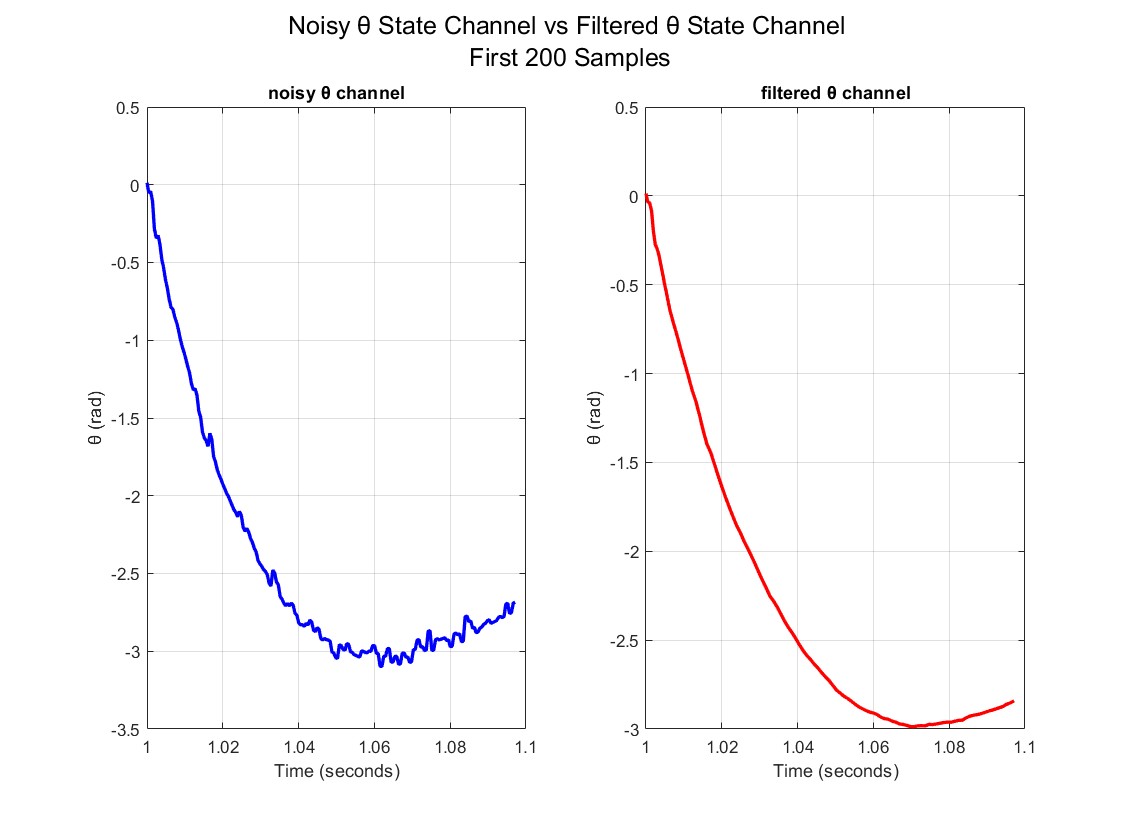 Noisy θ State Channel vs Filtered θ State Channel
First 200 Samples
noisy θ channel
0.5
0
-0.5
-1
-1.5
-2
-2.5
-3
-3.5
θ (rad)
1 1.02 1.04 1.06 1.08 1.1
Time (seconds)
filtered θ channel
0.5
0
-0.5
-1
-1.5
-2
-2.5
-3
θ (rad)
1 1.02 1.04 1.06 1.08 1.1
Time (seconds)